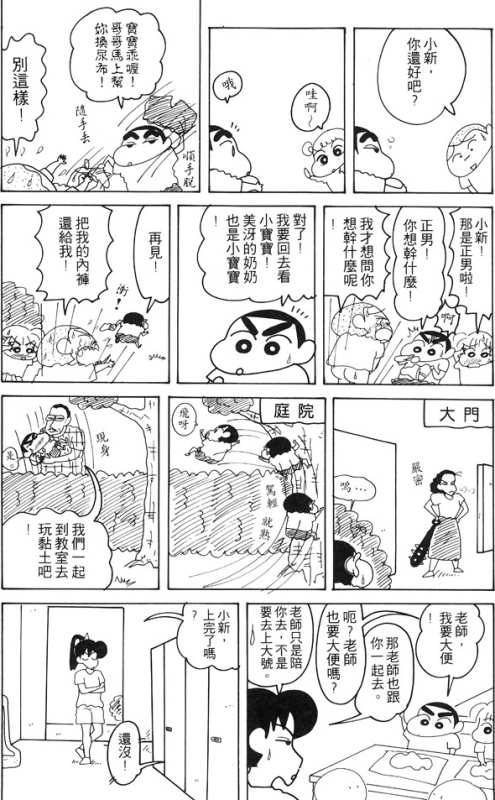 小新，
你還好吧？
哇啊～
哦
寶寶乖喔！
哥哥馬上幫
妳換尿布！
順手脫
隨手丟
別這樣！
小新！
那是正男啦！
啊
正男！
你想幹什麼！
我才想問你
想幹什麼呢
！
對了！
我要回去看
小寶寶！
美冴的奶奶
也是小寶寶
！
再見！
衝！
把我的內褲
還給我！
大門
嚴密
嗚…
庭院
飛呀
駕輕就熟
現身
我們一起
到教室去
玩黏土吧
！
老師，
我要大便
！
那老師也跟
你一起去。
呃？老師
也要大便嗎？
老師只是陪
你去，不是
要去上大號。
小新，
上完了嗎
？
還沒！